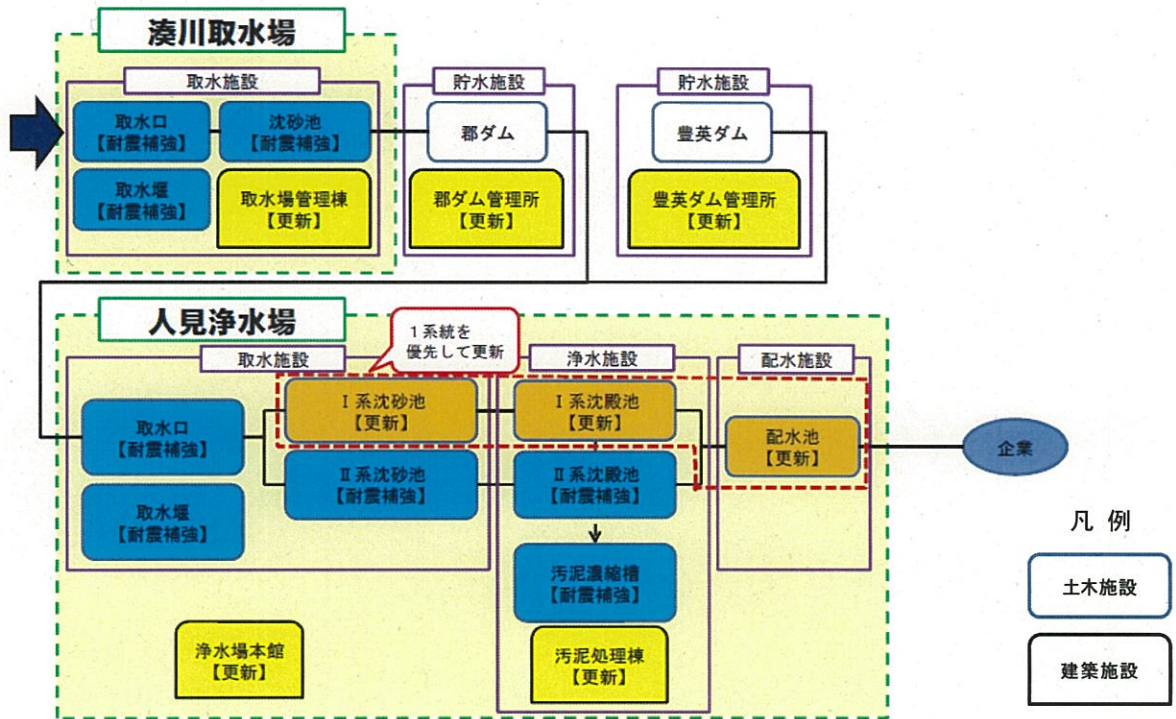 湊川取水場
取水施設
取水口
【耐震補強】
沈砂池
【耐震補強】
取水堰
【耐震補強】
取水場管理棟
【更新】
貯水施設
郡ダム
郡ダム管理所
【更新】
貯水施設
豊英ダム
豊英ダム管理所
【更新】
人見浄水場
1系統を
優先して更新
取水施設
取水口
【耐震補強】
取水堰
【耐震補強】
Ⅰ系沈砂池
【更新】
Ⅱ系沈砂池
【耐震補強】
浄水施設
Ⅰ系沈殿池
【更新】
Ⅱ系沈殿池
【耐震補強】
汚泥濃縮槽
【耐震補強】
汚泥処理棟
【更新】
浄水場本館
【更新】
配水施設
配水池
【更新】
企業
凡 例
土木施設
建築施設